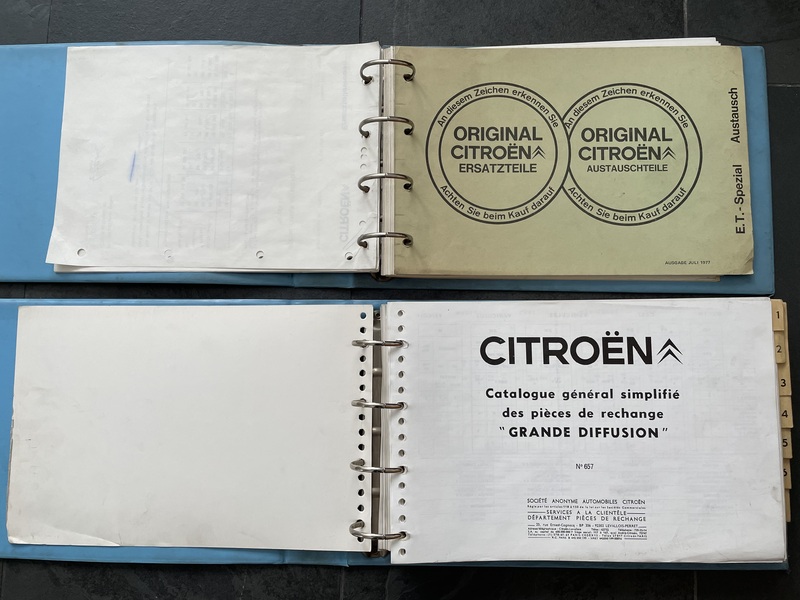 An diesem Zeichen erkennen Sie
ORIGINAL
CITROËN
ERSATZTEILE
Achten Sie beim Kauf darauf
An diesem Zeichen erkennen Sie
ORIGINAL
CITROËN
AUSTAUSCHTEILE
Achten Sie beim Kauf darauf
E.T.-Spezial Austausch
AUSGABE JULI 1977
CITROËN
Catalogue général simplifié
des pièces de rechange
"GRANDE DIFFUSION"
N° 657
SOCIÉTÉ ANONYME AUTOMOBILES CITROËN
SERVICES A LA CLIENTÈLE
DÉPARTEMENT PIÈCES DE RECHANGE
1
2
3
4
5
6